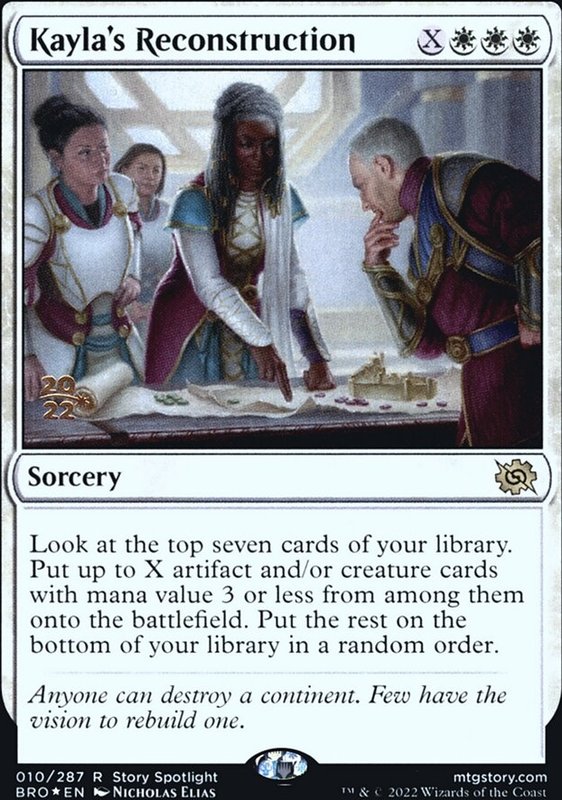 Kayla's Reconstruction X
20
22
Sorcery
Look at the top seven cards of your library.
Put up to X artifact and/or creature cards
with mana value 3 or less from among them
onto the battlefield. Put the rest on the
bottom of your library in a random order.
Anyone can destroy a continent. Few have the
vision to rebuild one.
010/287 R Story Spotlight mtgstory.com
BRO★EN Nicholas Elias ™ & © 2022 Wizards of the Coast